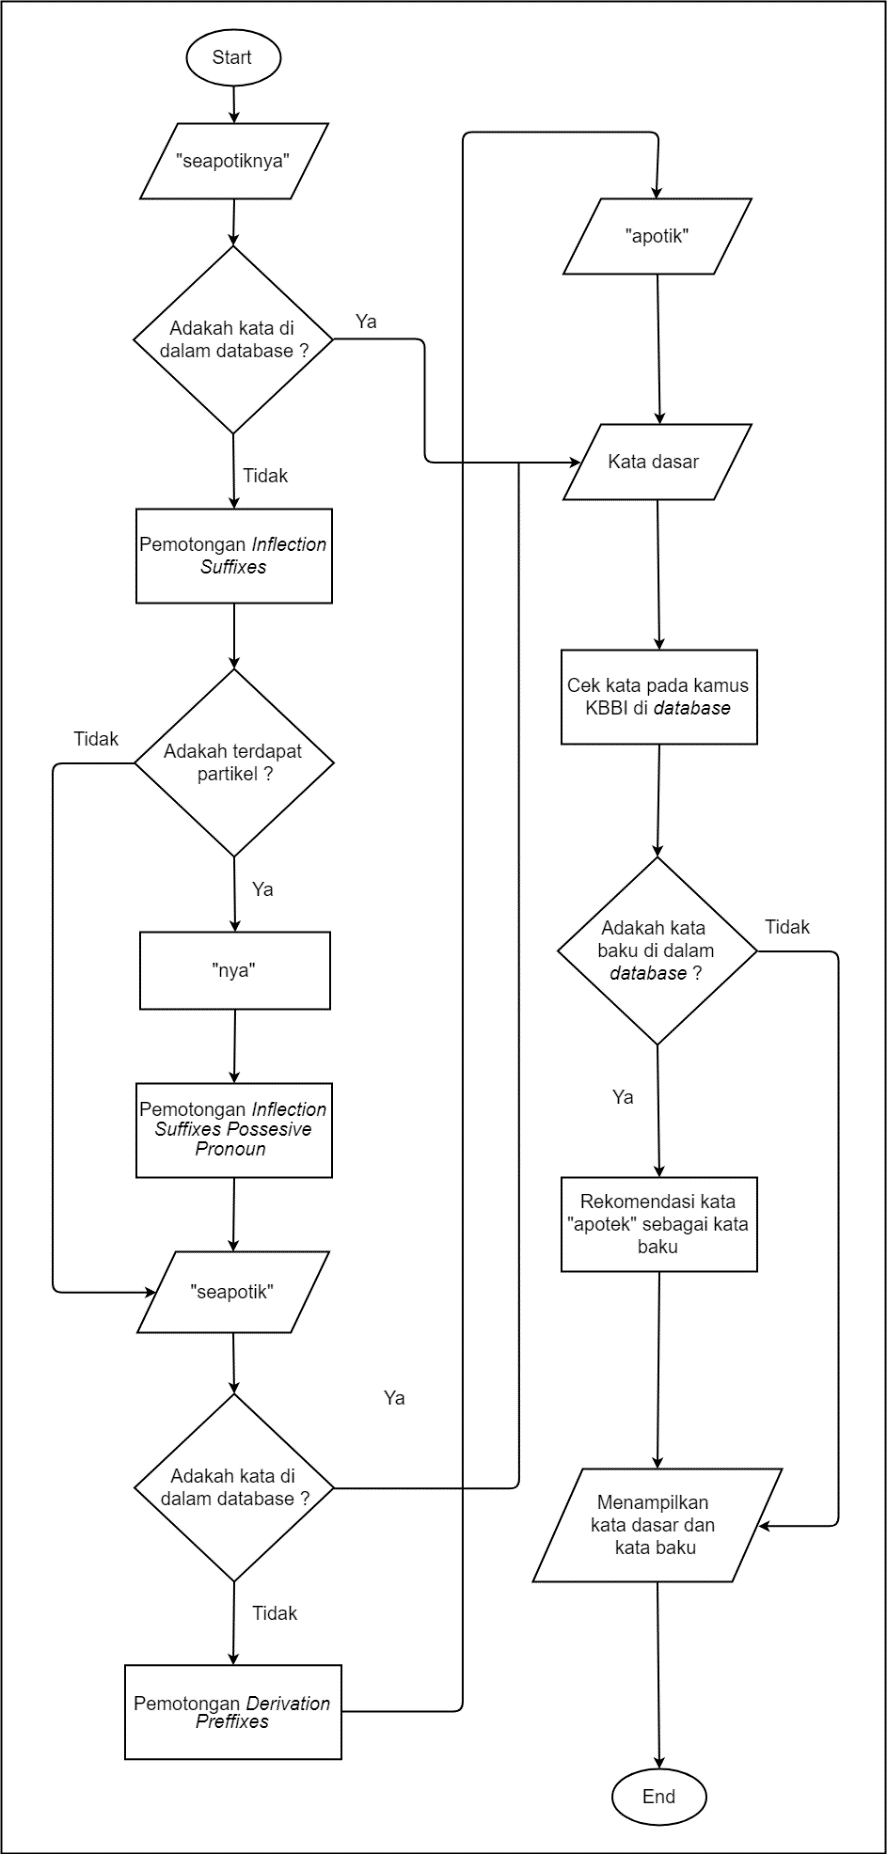 Start
"seapotiknya"
Adakah kata di
dalam database ?
Ya
Tidak
Pemotongan Inflection
Suffixes
Adakah terdapat
partikel ?
Tidak
Ya
"nya"
Pemotongan Inflection
Suffixes Possesive
Pronoun
"seapotik"
Adakah kata di
dalam database ?
Ya
Tidak
Pemotongan Derivation
Preffixes
"apotik"
Kata dasar
Cek kata pada kamus
KBBI di database
Adakah kata
baku di dalam
database ?
Tidak
Ya
Rekomendasi kata
"apotek" sebagai kata
baku
Menampilkan
kata dasar dan
kata baku
End